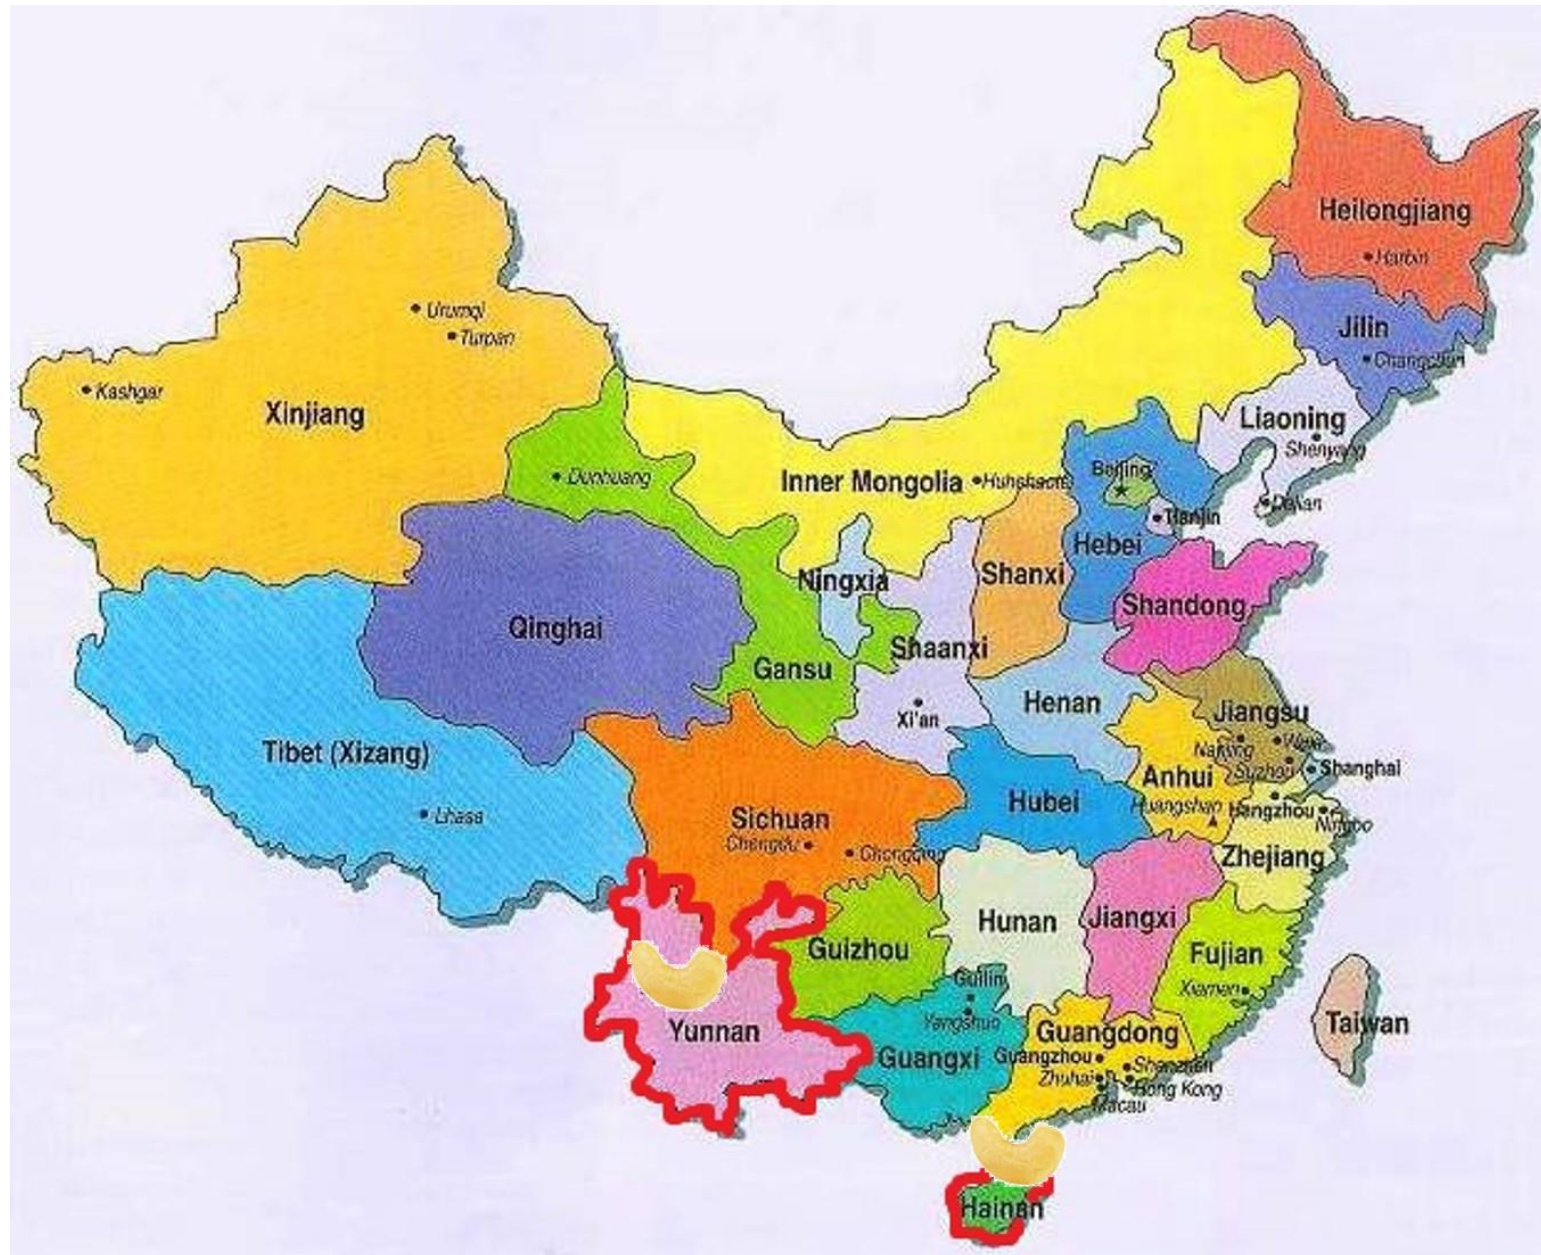 Heilongjiang
Harbin
Urumqi
Jilin
Turpan
Changchun
Kashgar
Xinjiang
Liaoning
Shenyang
Dunhuang
Inner Mongolia
Beijing
Dalian
Tianjin
Hebei
Ningxia
Shanxi
Shandong
Qinghai
Shaanxi
Gansu
Henan
Xi'an
Jiangsu
Tibet (Xizang)
Nanjing
Suzhou
Shanghai
Anhui
Hubei
Huangshan
Hangzhou
Ningbo
Lhasa
Sichuan
Chengdu
Chongqing
Zhejiang
Hunan
Jiangxi
Guizhou
Fujian
Guilin
Xiamen
Yunnan
Yangshuo
Guangdong
Taiwan
Guangxi
Guangzhou
Shenzhen
Zhuhai
Hong Kong
Macau
Hainan